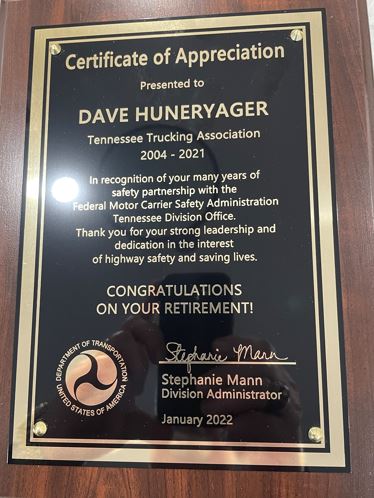 Certificate of Appreciation
Presented to
DAVE HUNERYAGER
Tennessee Trucking Association
2004 - 2021
In recognition of your many years of
safety partnership with the
Federal Motor Carrier Safety Administration
Tennessee Division Office.
Thank you for your strong leadership and
dedication in the interest
of highway safety and saving lives.
CONGRATULATIONS
ON YOUR RETIREMENT!
Stephanie Mann
Stephanie Mann
Division Administrator
January 2022
DEPARTMENT OF TRANSPORTATION
UNITED STATES OF AMERICA